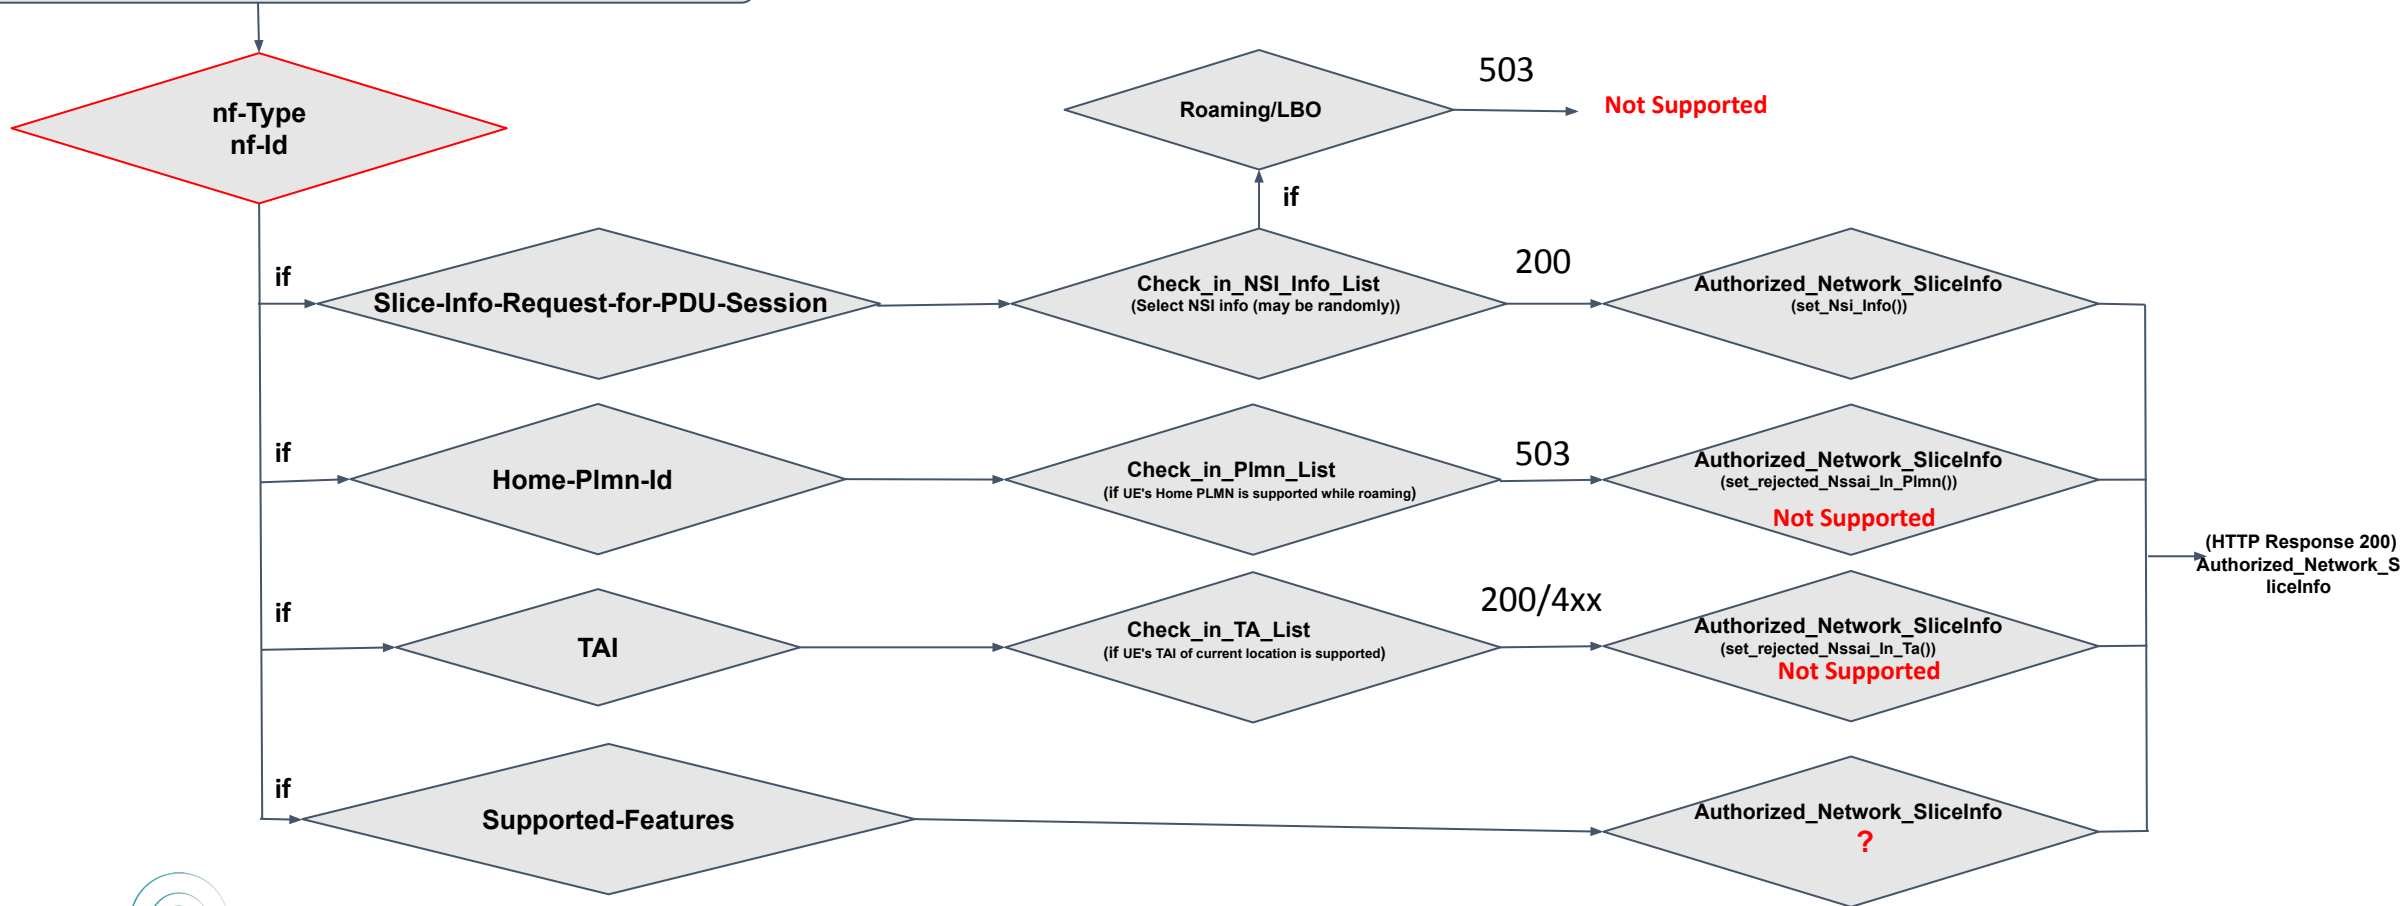 nf-Type
nf-Id
Roaming/LBO
503
Not Supported
if
if
Slice-Info-Request-for-PDU-Session
Check_in_NSI_Info_List
(Select NSI info (may be randomly))
200
Authorized_Network_SliceInfo
(set_Nsi_Info())
if
Home-Plmn-Id
Check_in_Plmn_List
(if UE's Home PLMN is supported while roaming)
503
Authorized_Network_SliceInfo
(set_rejected_Nssai_In_Plmn())
Not Supported
(HTTP Response 200)
Authorized_Network_S
liceInfo
if
TAI
Check_in_TA_List
(if UE's TAI of current location is supported)
200/4xx
Authorized_Network_SliceInfo
(set_rejected_Nssai_In_Ta())
Not Supported
if
Supported-Features
Authorized_Network_SliceInfo
?